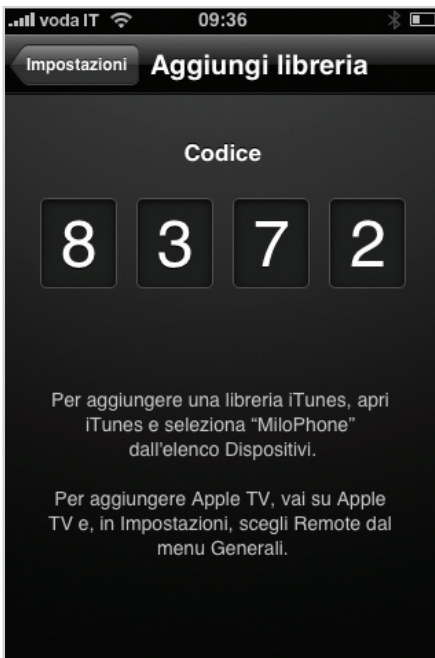 voda IT 09:36
Impostazioni Aggiungi libreria
Codice
8 3 7 2
Per aggiungere una libreria iTunes, apri
iTunes e seleziona “MiloPhone”
dall'elenco Dispositivi.
Per aggiungere Apple TV, vai su Apple
TV e, in Impostazioni, scegli Remote dal
menu Generali.